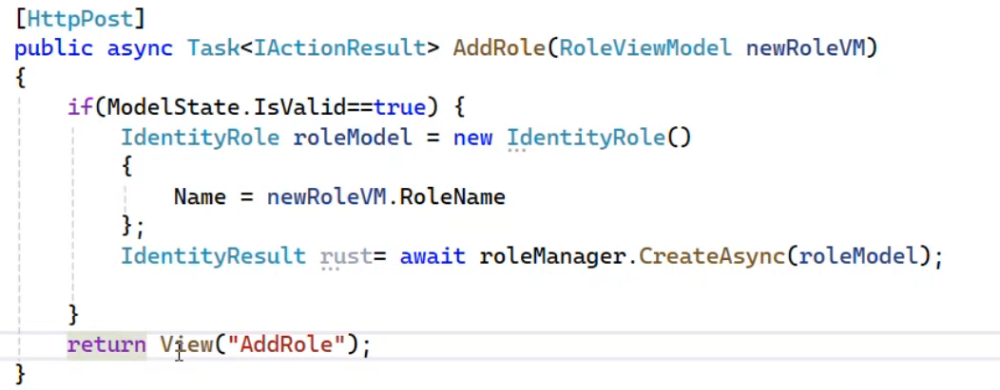 [HttpPost]
public async Task<IActionResult> AddRole(RoleViewModel newRoleVM)
{
if(ModelState.IsValid==true) {
IdentityRole roleModel = new IdentityRole()
{
Name = newRoleVM.RoleName
};
IdentityResult rust= await roleManager.CreateAsync(roleModel);
}
return View("AddRole");
}